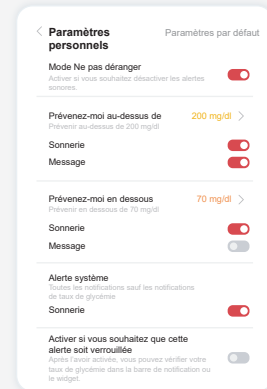 Paramètres personnels
Paramètres par défaut
Mode Ne pas déranger
Activer si vous souhaitez désactiver les alertes
sonores.
Prévenez-moi au-dessus de
200 mg/dl
Prévenir au-dessus de 200 mg/dl
Sonnerie
Message
Prévenez-moi en dessous
70 mg/dl
Prévenir en dessous de 70 mg/dl
Sonnerie
Message
Alerte système
Toutes les notifications sauf les notifications
de taux de glycémie
Sonnerie
Activer si vous souhaitez que cette
alerte soit verrouillée
Après l'avoir activée, vous pouvez vérifier votre
taux de glycémie dans la barre de notification ou
le widget.